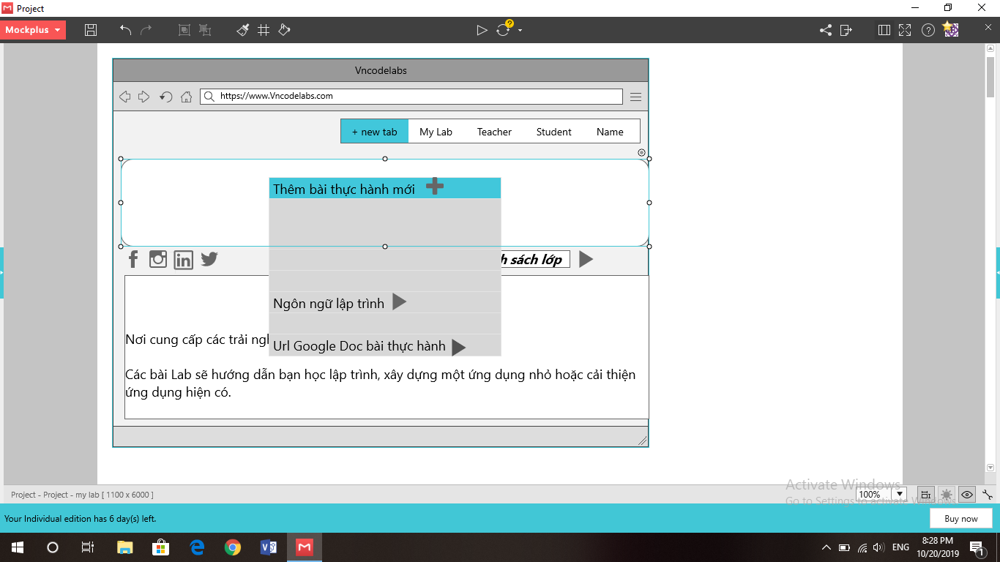 Project
Mockplus
Vncodelabs
https://www.Vncodelabs.com
+ new tab My Lab Teacher Student Name
Thêm bài thực hành mới
h sách lớp
Ngôn ngữ lập trình
Nơi cung cấp các trải
Url Google Doc bài thực hành
Các bài Lab sẽ hướng dẫn bạn học lập trình, xây dựng một ứng dụng nhỏ hoặc cải thiện
ứng dụng hiện có.
Activate Windows
Project - Project - my lab [ 1100 x 6000 ]
100%
Go to Settings to activate Windows.
Your Individual edition has 6 day(s) left.
Buy now
ENG
8:28 PM
10/20/2019
1